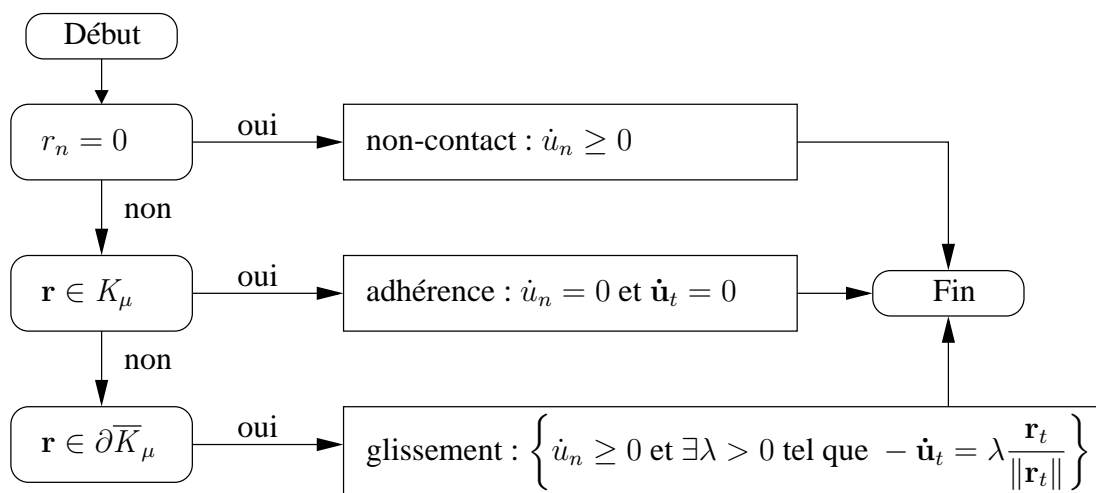 Début
r_n = 0
oui
non-contact : u̇_n ≥ 0
non
r ∈ K_μ
oui
adhérence : u̇_n = 0 et u̇_t = 0
Fin
non
r ∈ ∂K̅_μ
oui
glissement : { u̇_n ≥ 0 et ∃λ > 0 tel que − u̇_t = λ r_t / ‖r_t‖ }